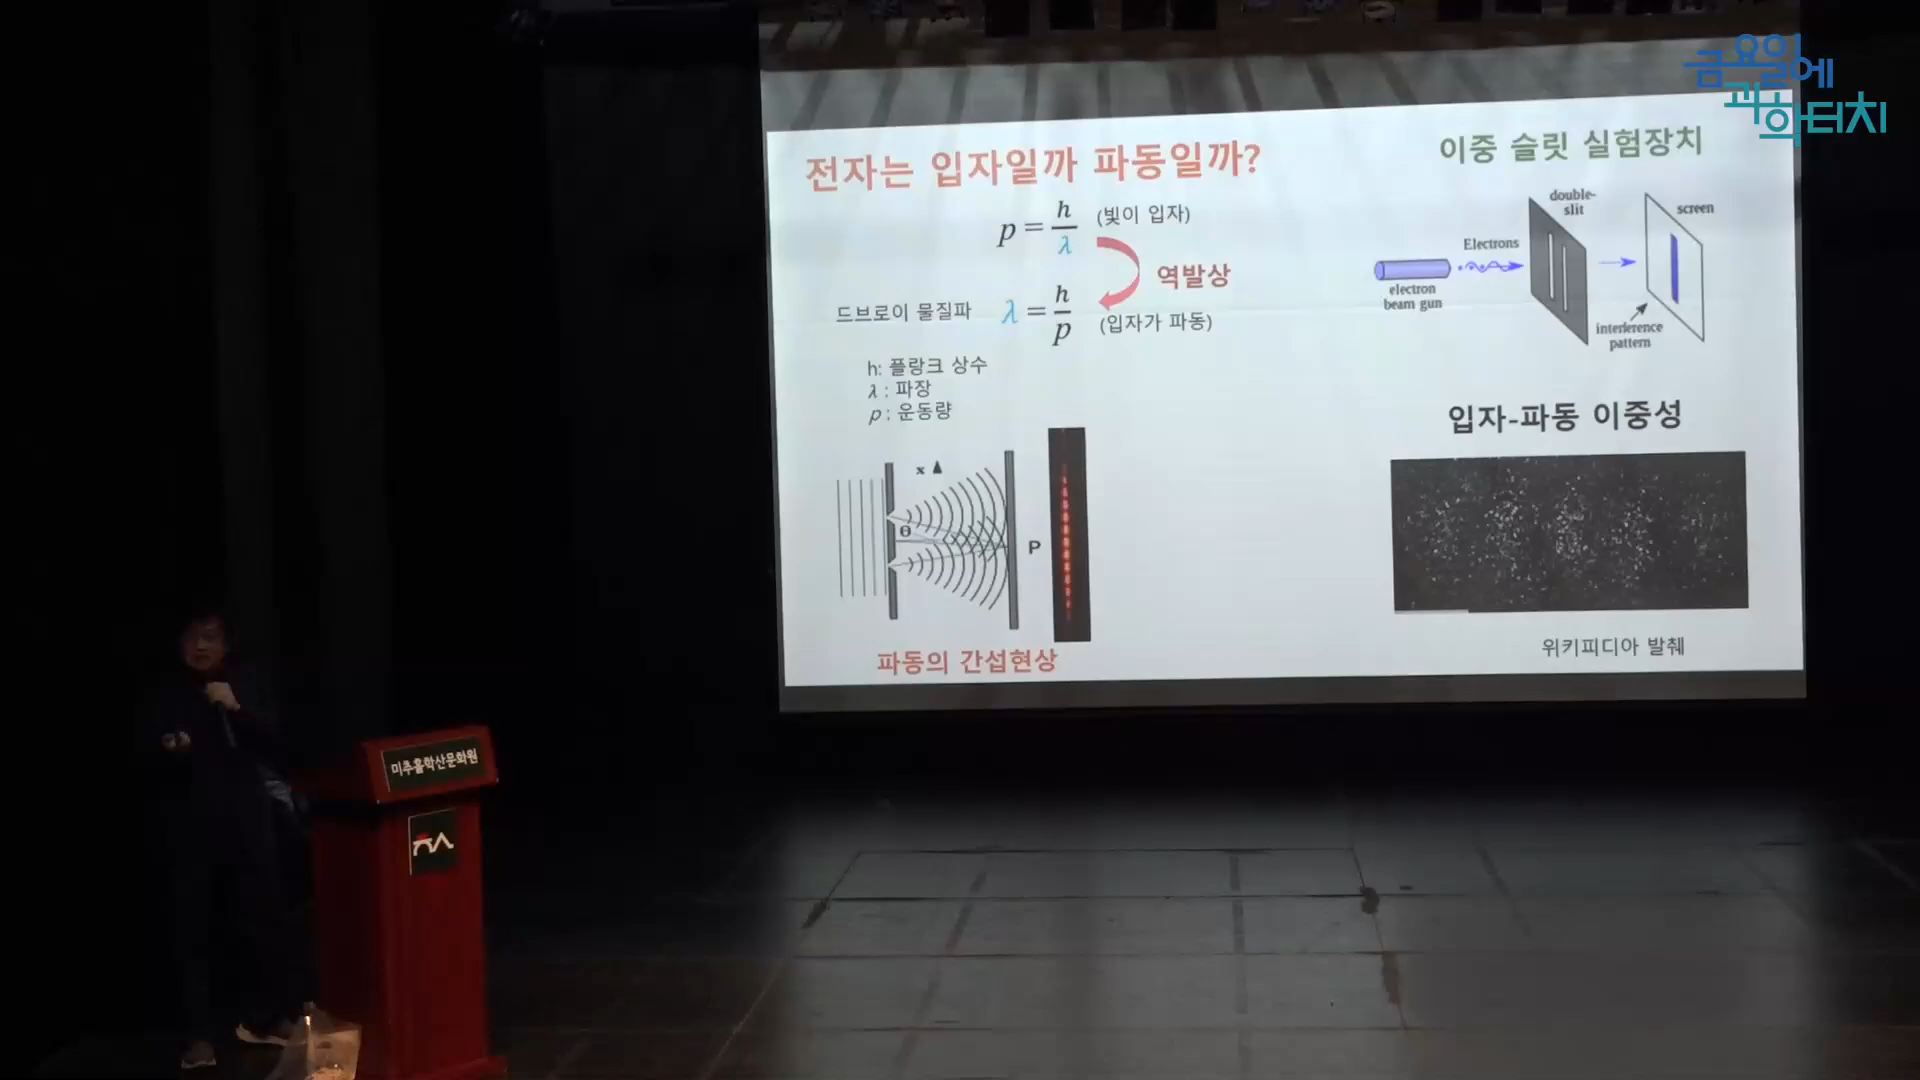 금요일에
과학터치
전자는 입자일까 파동일까?
p = h/λ (빛이 입자)
역발상
드브로이 물질파 λ = h/p (입자가 파동)
h: 플랑크 상수
λ : 파장
p : 운동량
x
θ
P
파동의 간섭현상
이중 슬릿 실험장치
double-
slit
screen
Electrons
electron
beam gun
interference
pattern
입자-파동 이중성
위키피디아 발췌
미추홀학산문화원